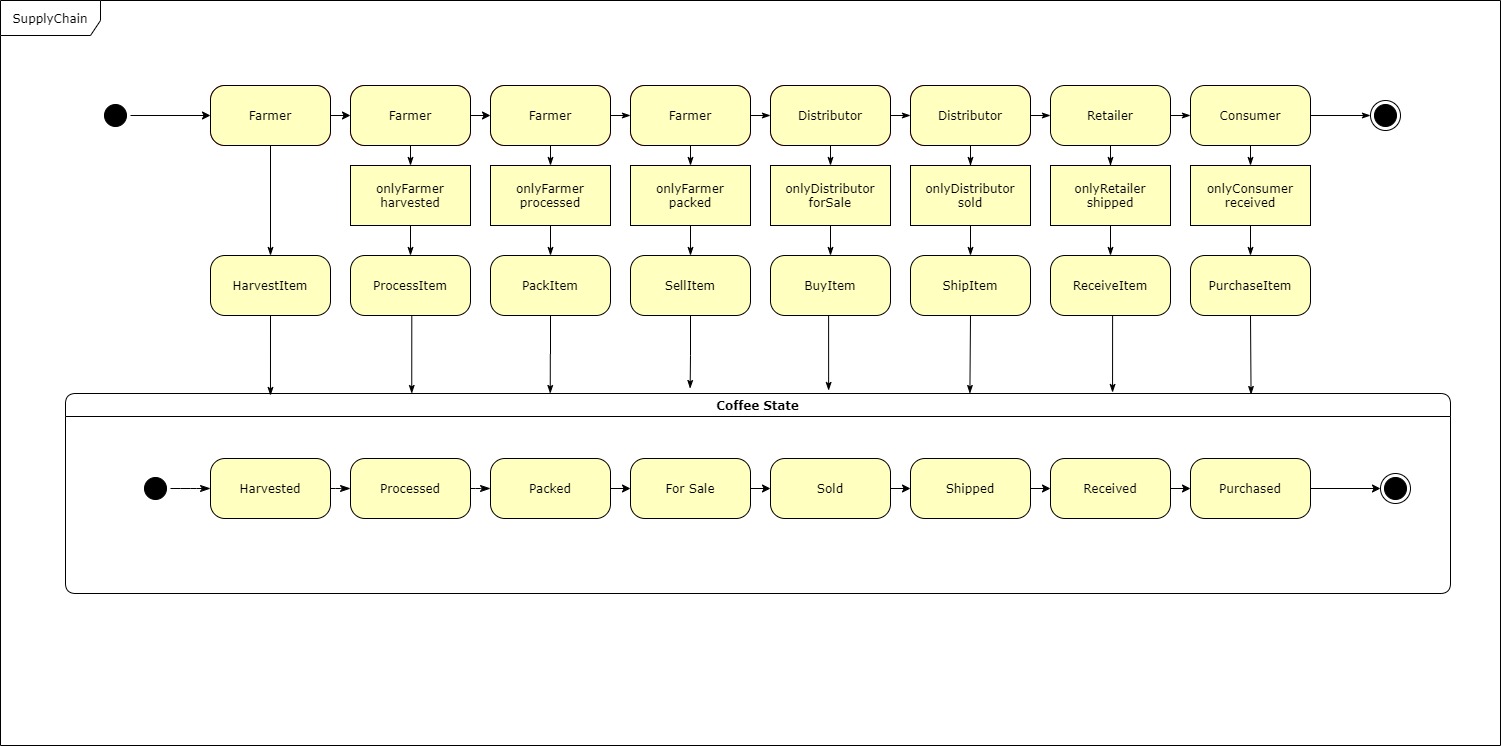 SupplyChain
Farmer
Farmer
Farmer
Farmer
Distributor
Distributor
Retailer
Consumer
onlyFarmer
harvested
onlyFarmer
processed
onlyFarmer
packed
onlyDistributor
forSale
onlyDistributor
sold
onlyRetailer
shipped
onlyConsumer
received
HarvestItem
ProcessItem
PackItem
SellItem
BuyItem
ShipItem
ReceiveItem
PurchaseItem
Coffee State
Harvested
Processed
Packed
For Sale
Sold
Shipped
Received
Purchased